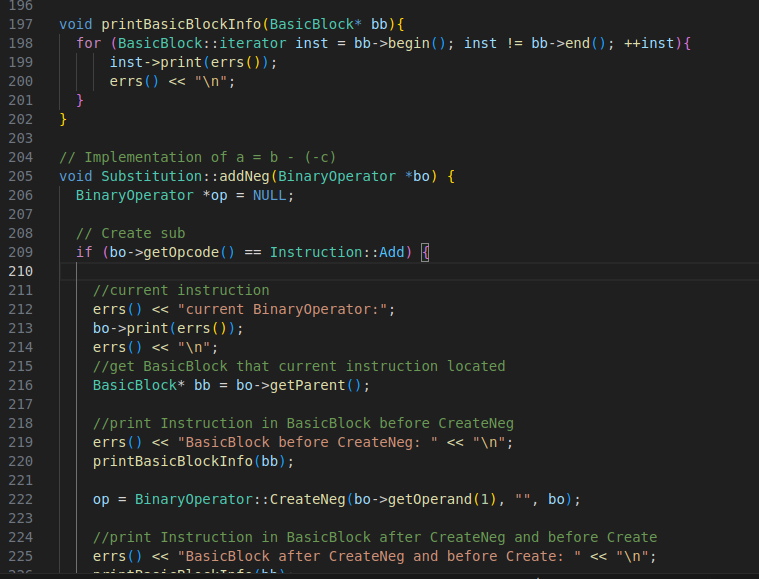 196
197 void printBasicBlockInfo(BasicBlock* bb){
198   for (BasicBlock::iterator inst = bb->begin(); inst != bb->end(); ++inst){
199       inst->print(errs());
200       errs() << "\n";
201   }
202 }
203
204 // Implementation of a = b - (-c)
205 void Substitution::addNeg(BinaryOperator *bo) {
206   BinaryOperator *op = NULL;
207
208   // Create sub
209   if (bo->getOpcode() == Instruction::Add) {
210
211     //current instruction
212     errs() << "current BinaryOperator:";
213     bo->print(errs());
214     errs() << "\n";
215     //get BasicBlock that current instruction located
216     BasicBlock* bb = bo->getParent();
217
218     //print Instruction in BasicBlock before CreateNeg
219     errs() << "BasicBlock before CreateNeg: " << "\n";
220     printBasicBlockInfo(bb);
221
222     op = BinaryOperator::CreateNeg(bo->getOperand(1), "", bo);
223
224     //print Instruction in BasicBlock after CreateNeg and before Create
225     errs() << "BasicBlock after CreateNeg and before Create: " << "\n";
226     printBasicBlockInfo(bb);